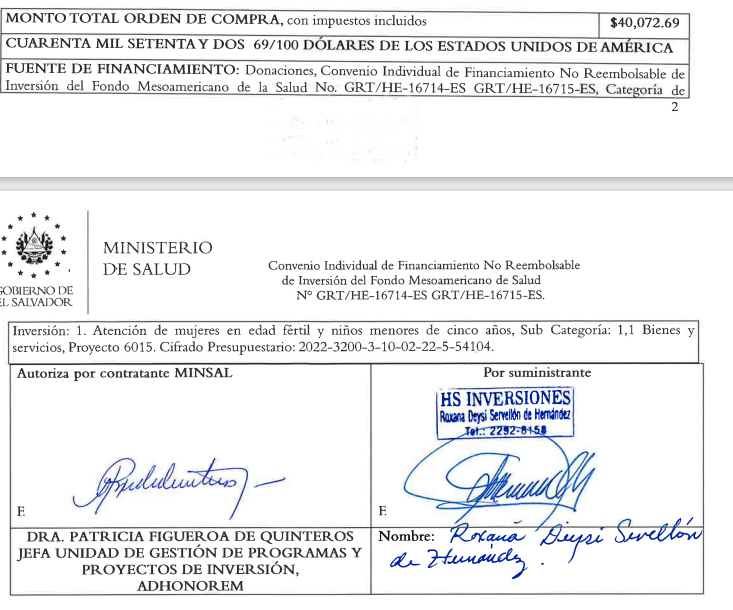 MONTO TOTAL ORDEN DE COMPRA, con impuestos incluidos $40,072.69
CUARENTA MIL SETENTA Y DOS 69/100 DÓLARES DE LOS ESTADOS UNIDOS DE AMÉRICA
FUENTE DE FINANCIAMIENTO: Donaciones, Convenio Individual de Financiamiento No Reembolsable de
Inversión del Fondo Mesoamericano de la Salud No. GRT/HE-16714-ES GRT/HE-16715-ES, Categoría de
2
GOBIERNO DE
EL SALVADOR
MINISTERIO
DE SALUD
Convenio Individual de Financiamiento No Reembolsable
de Inversión del Fondo Mesoamericano de Salud
N° GRT/HE-16714-ES GRT/HE-16715-ES.
Inversión: 1. Atención de mujeres en edad fértil y niños menores de cinco años, Sub Categoría: 1,1 Bienes y
servicios, Proyecto 6015. Cifrado Presupuestario: 2022-3200-3-10-02-22-5-54104.
Autoriza por contratante MINSAL
F.
DRA. PATRICIA FIGUEROA DE QUINTEROS
JEFA UNIDAD DE GESTIÓN DE PROGRAMAS Y
PROYECTOS DE INVERSIÓN,
ADHONOREM
Por suministrante
HS INVERSIONES
Roxana Deysi Servellón de Hernández
Tel.: 2292-8158
F.
Nombre: Roxana Deysi Servellón
de Hernández.